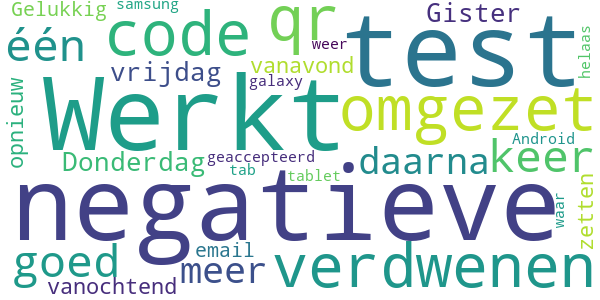 Gelukkig samsung
één code qr weer test Gister helaas
opnieuw vrijdag vanavond galaxy
Werkt omgezet
Donderdag geaccepteerd daarna Android keer
tab tablet
negatieve waar zetten
goed email meer verdwenen
vanochtend